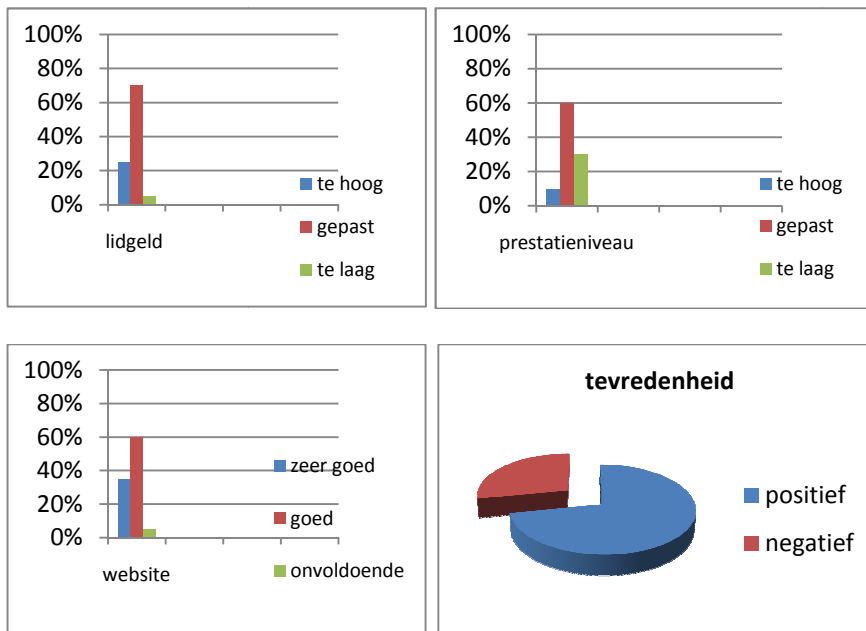 100%
80%
60%
40%
20%
0%
lidgeld
te hoog
gepast
te laag
100%
80%
60%
40%
20%
0%
prestatieniveau
te hoog
gepast
te laag
100%
80%
60%
40%
20%
0%
website
zeer goed
goed
onvoldoende
tevredenheid
positief
negatief